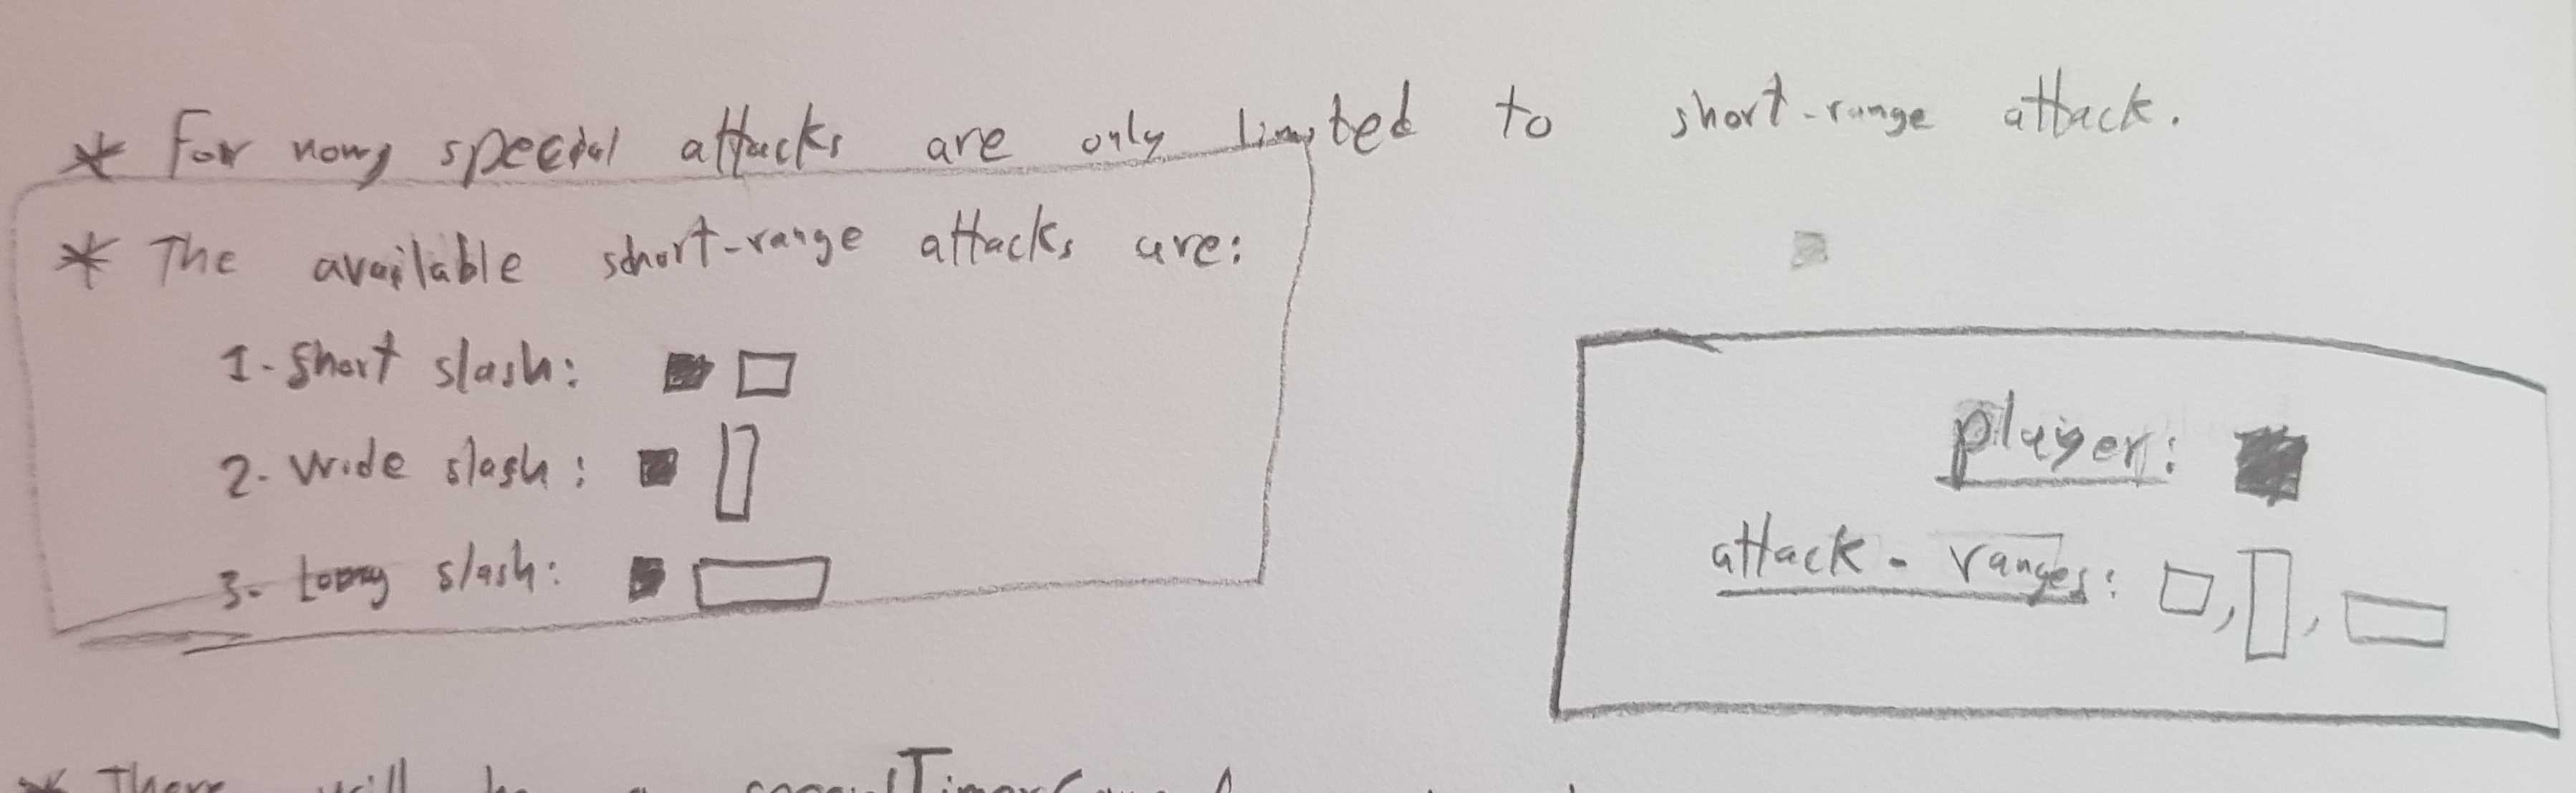 * For now, special attacks are only limited to short-range attack.
* The available short-range attacks are:
1- Short slash:
2- Wide slash:
3- Long slash:
player:
attack - ranges: , ,
* There will be a